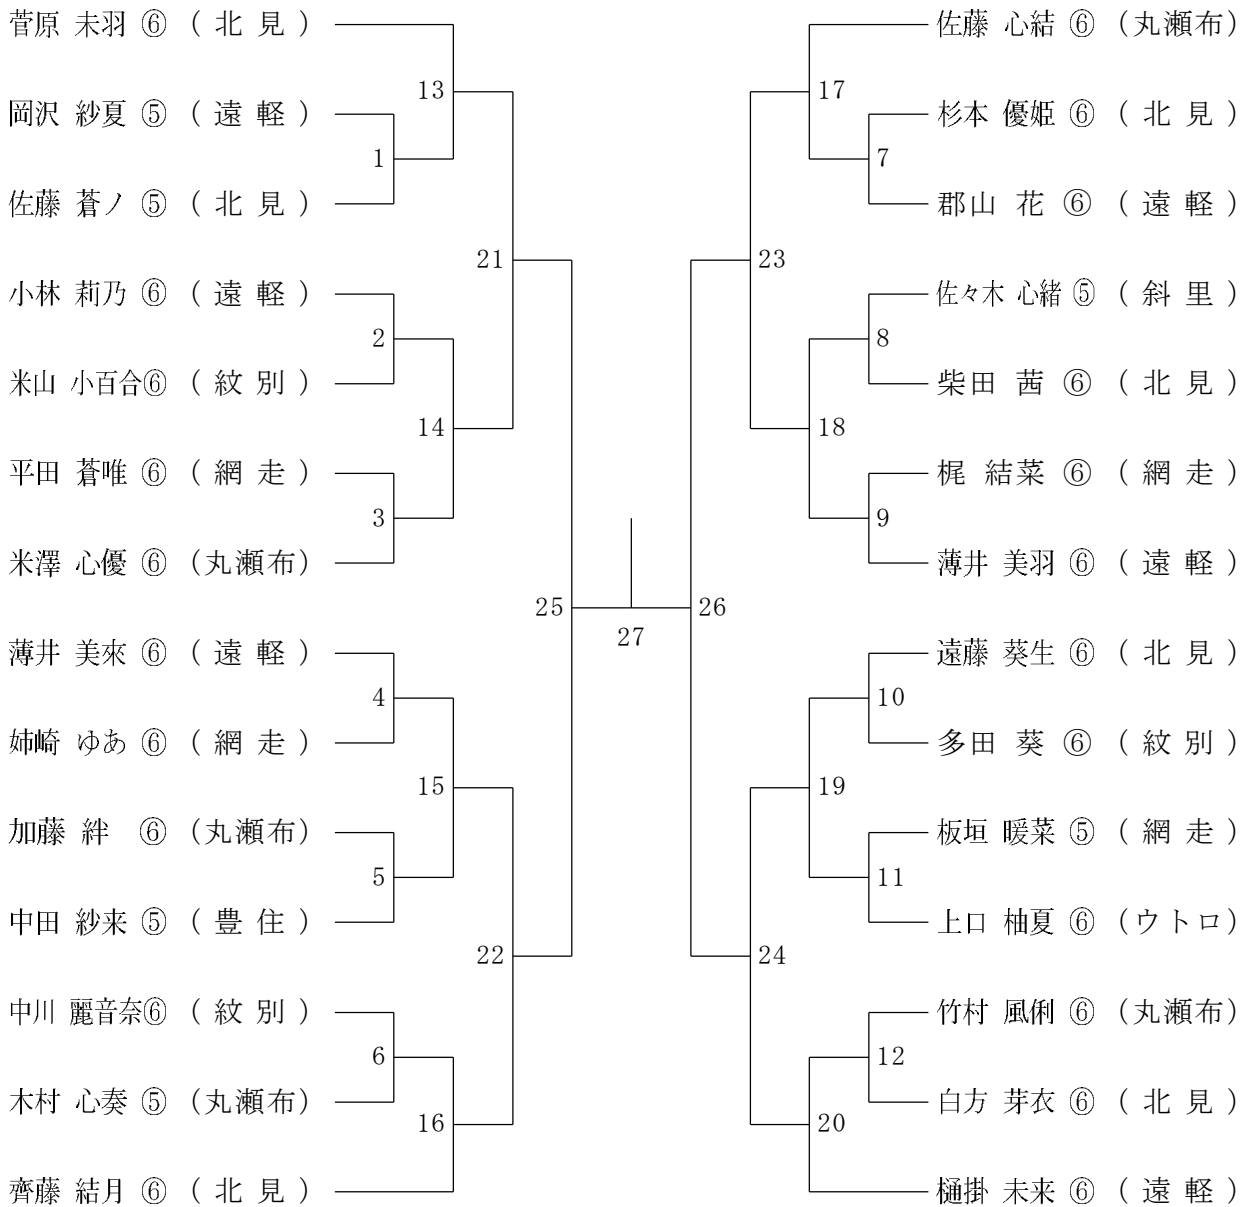 菅原 未羽 ⑥ ( 北 見 )
13
岡沢 紗夏 ⑤ ( 遠 軽 )
1
佐藤 蒼ノ ⑤ ( 北 見 )
21
小林 莉乃 ⑥ ( 遠 軽 )
2
米山 小百合⑥ ( 紋 別 )
14
平田 蒼唯 ⑥ ( 網 走 )
3
米澤 心優 ⑥ (丸瀬布)
25
薄井 美來 ⑥ ( 遠 軽 )
4
姉崎 ゆあ ⑥ ( 網 走 )
15
加藤 絆 ⑥ (丸瀬布)
5
中田 紗来 ⑤ ( 豊 住 )
22
中川 麗音奈⑥ ( 紋 別 )
6
木村 心奏 ⑤ (丸瀬布)
16
齊藤 結月 ⑥ ( 北 見 )
27
佐藤 心結 ⑥ (丸瀬布)
17
杉本 優姫 ⑥ ( 北 見 )
7
郡山 花 ⑥ ( 遠 軽 )
23
佐々木 心緒 ⑤ ( 斜 里 )
8
柴田 茜 ⑥ ( 北 見 )
18
梶 結菜 ⑥ ( 網 走 )
9
薄井 美羽 ⑥ ( 遠 軽 )
26
遠藤 葵生 ⑥ ( 北 見 )
10
多田 葵 ⑥ ( 紋 別 )
19
板垣 暖菜 ⑤ ( 網 走 )
11
上口 柚夏 ⑥ (ウトロ)
24
竹村 風俐 ⑥ (丸瀬布)
12
白方 芽衣 ⑥ ( 北 見 )
20
樋掛 未来 ⑥ ( 遠 軽 )